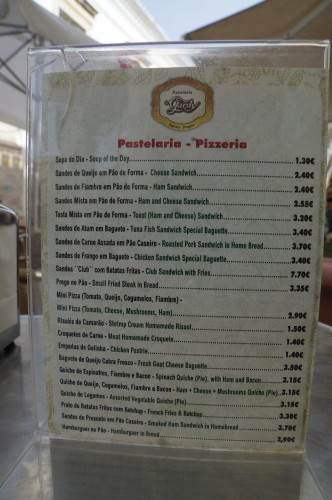 Pastelaria
Pastelaria - Pizzeria
Sopa do Dia - Soup of the Day 1.30€
Sandes de Queijo em Pão de Forma - Cheese Sandwich 2.40€
Sandes de Fiambre em Pão de Forma - Ham Sandwich 2.40€
Sandes Mista em Pão de Forma - Ham and Cheese Sandwich 2.55€
Tosta Mista em Pão de Forma - Toast (Ham and Cheese) Sandwich 3.20€
Sandes de Atum em Baguete - Tuna Fish Sandwich Special Baguette 3.40€
Sandes de Carne Assada em Pão Caseiro - Roasted Pork Sandwich in Home Bread 3.70€
Sandes de Frango em Baguete - Chicken Sandwich Special Baguette 3.40€
Sandes ¨Club¨ com Batatas Fritas - Club Sandwich with Fries 7.70€
Prego no Pão - Small Fried Steak in Bread 3.35€
Mini Pizza (Tomate, Queijo, Cogumelos, Fiambre) -
Mini Pizza (Tomato, Cheese, Mushrooms, Ham) 2.90€
Rissóis de Camarão - Shrimp Cream Homemade Rissol 1.50€
Croquetes de Carne - Meat Homemade Croquete 1.40€
Empadas de Galinha - Chicken Pastrie 1.40€
Baguete de Queijo Cabra Fresco - Fresh Goat Cheese Baguette 3.50€
Quiche de Espinafres, Fiambre e Bacon - Spinach Quiche (Pie), with Ham and Bacon 3.15€
Quiche de Queijo, Cogumelos, Fiambre e Bacon - Ham + Cheese + Mushrooms Quiche (Pie) 3.15€
Quiche de Legumes - Assorted Vegetable Quiche (Pie) 3.15€
Prato de Batatas Fritas com Ketchup - French Fries & Ketchup 3.30€
Sandes de Presunto em Pão Caseiro - Smoked Ham Sandwich in Homebread 3.70€
Hamburguer no Pão - Hamburguer in Bread 3,90€